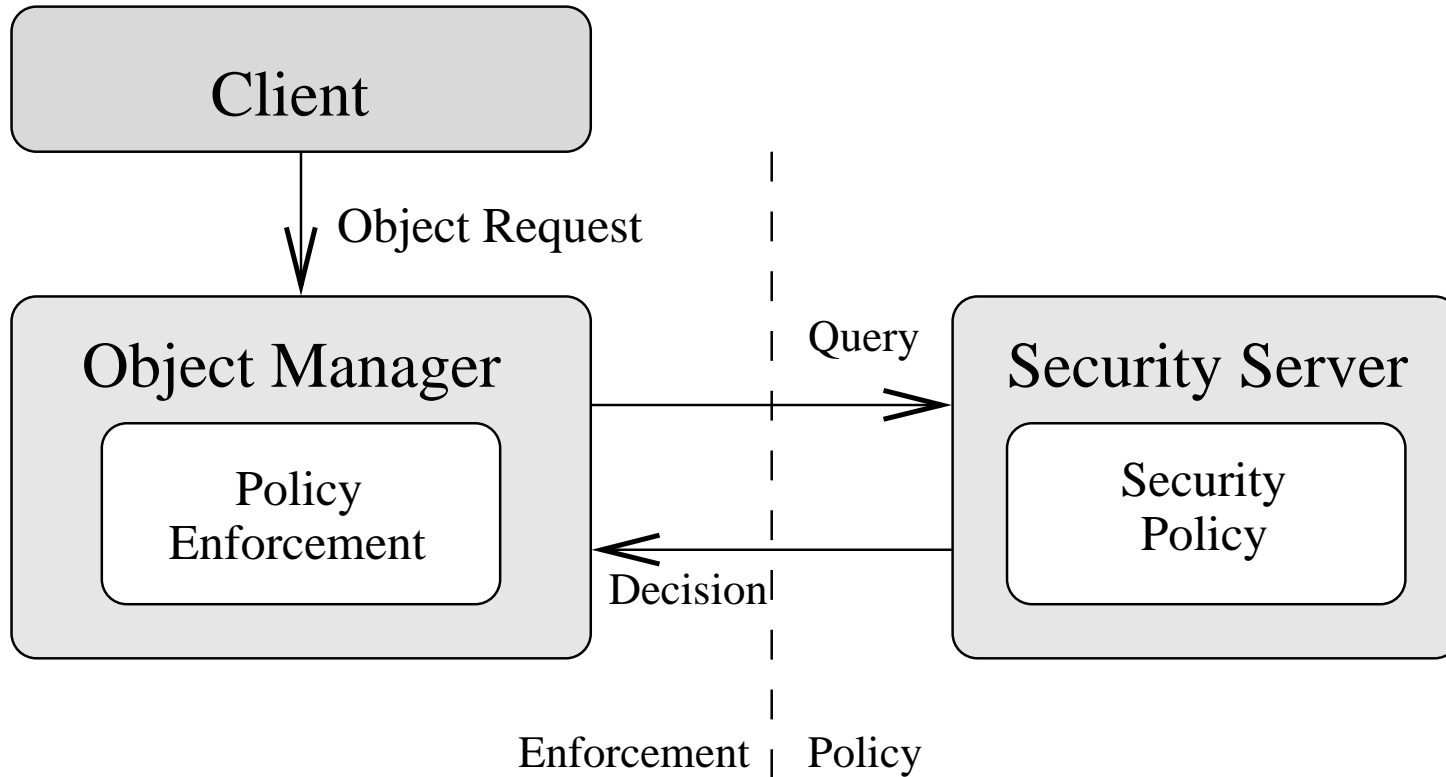 Client
Object Request
Object Manager
Policy
Enforcement
Query
Decision
Security Server
Security
Policy
Enforcement
Policy